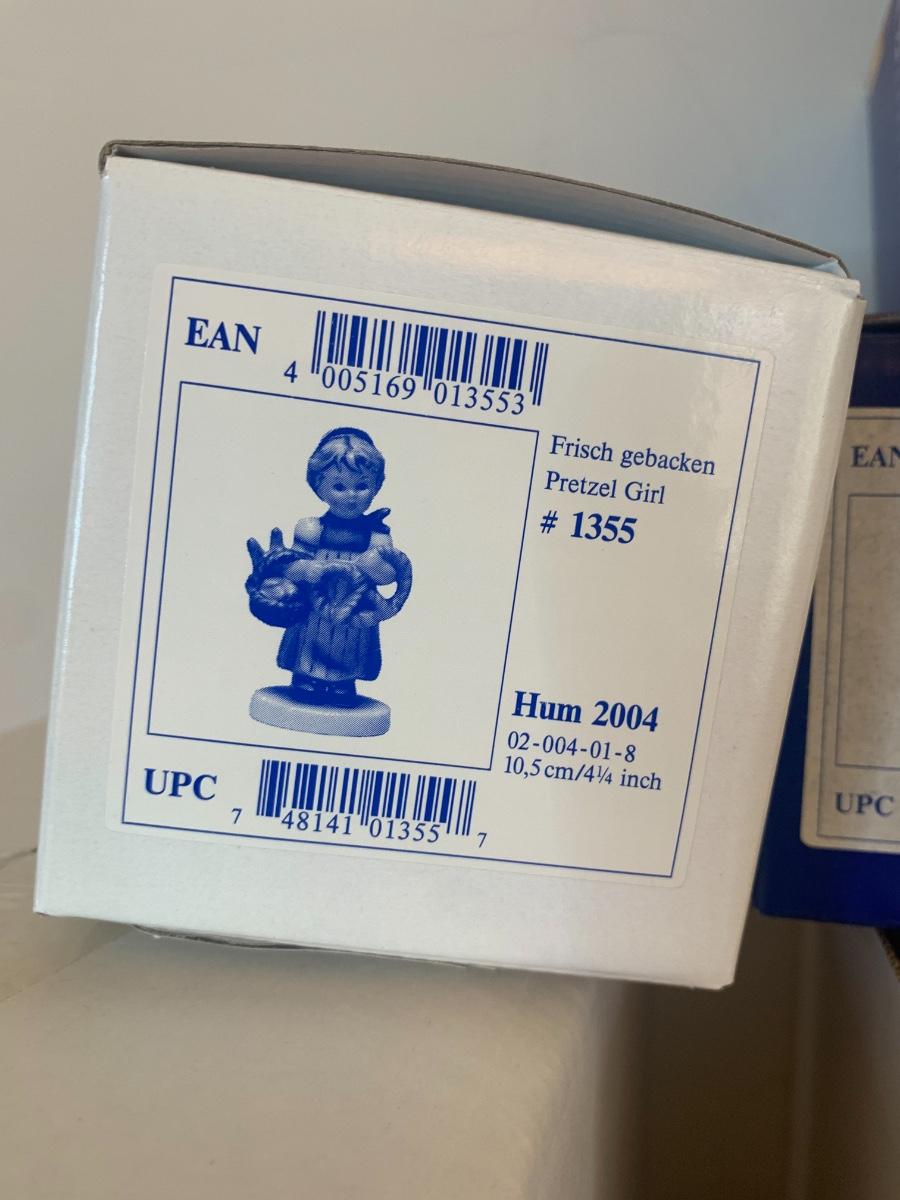 EAN
4 005169 013553
Frisch gebacken
Pretzel Girl
# 1355
Hum 2004
02-004-01-8
10,5 cm/4¼ inch
UPC
7 48141 01355 7
EAN
UPC